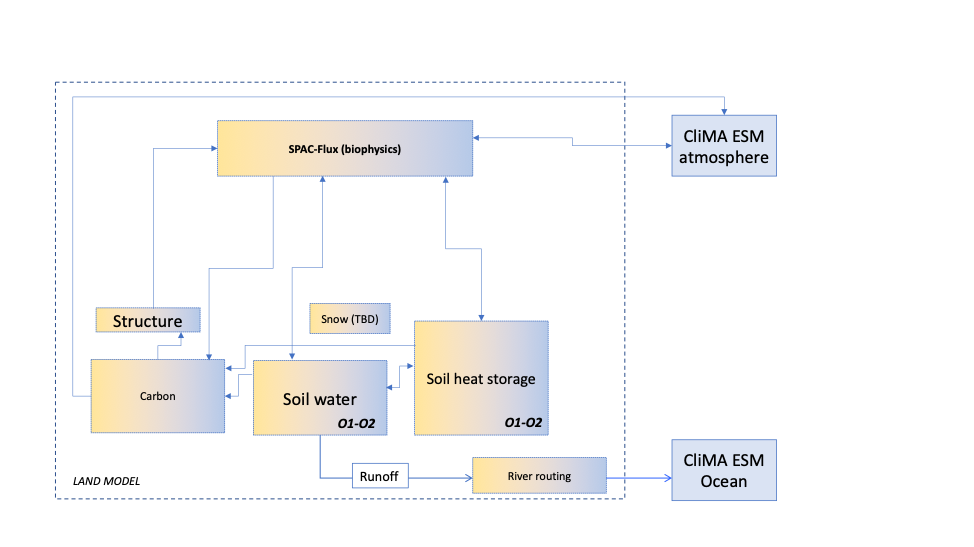 CliMA ESM
atmosphere
SPAC-Flux (biophysics)
Structure
Snow (TBD)
Carbon
Soil water
O1-O2
Soil heat storage
O1-O2
Runoff
River routing
CliMA ESM
Ocean
LAND MODEL